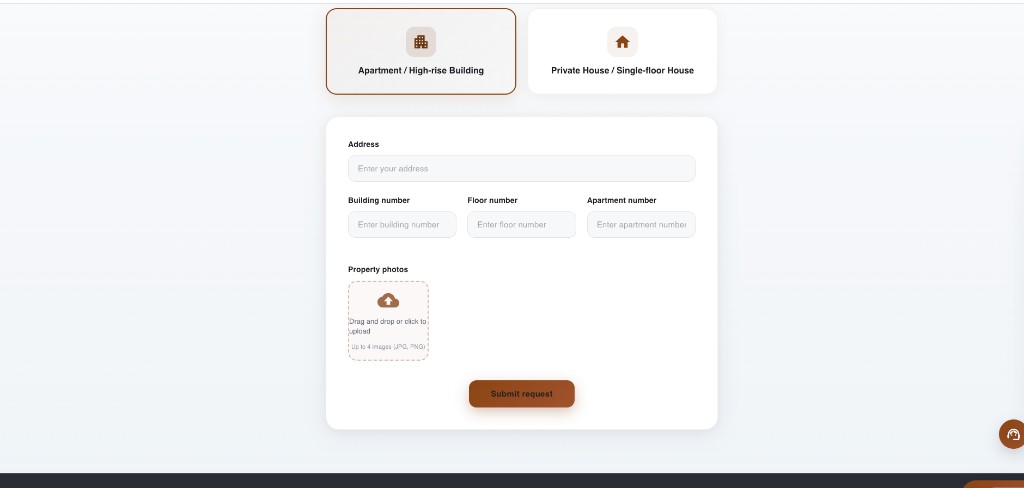 Apartment / High-rise Building
Private House / Single-floor House
Address
Enter your address
Building number
Floor number
Apartment number
Enter building number
Enter floor number
Enter apartment number
Property photos
Drag and drop or click to
upload
Up to 4 images (JPG, PNG)
Submit request